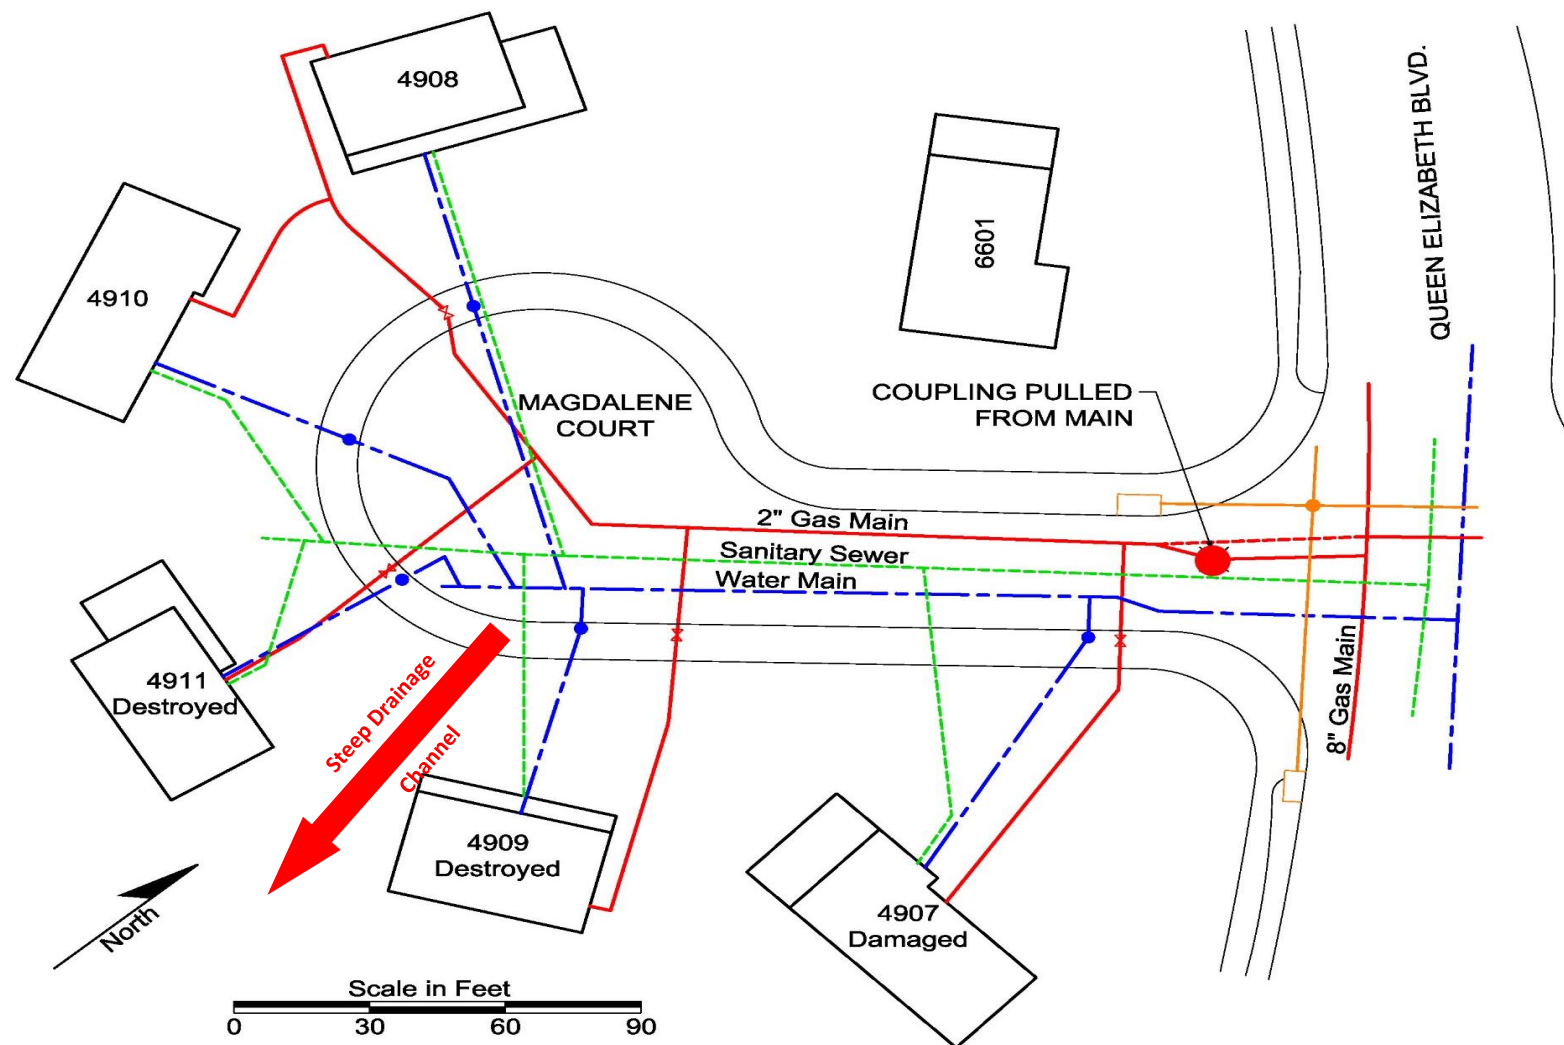 4908
QUEEN ELIZABETH BLVD.
6601
4910
COUPLING PULLED
FROM MAIN
MAGDALENE
COURT
2" Gas Main
Sanitary Sewer
Water Main
4911
Destroyed
Steep Drainage
Channel
8" Gas Main
4909
Destroyed
4907
Damaged
North
Scale in Feet
0 30 60 90